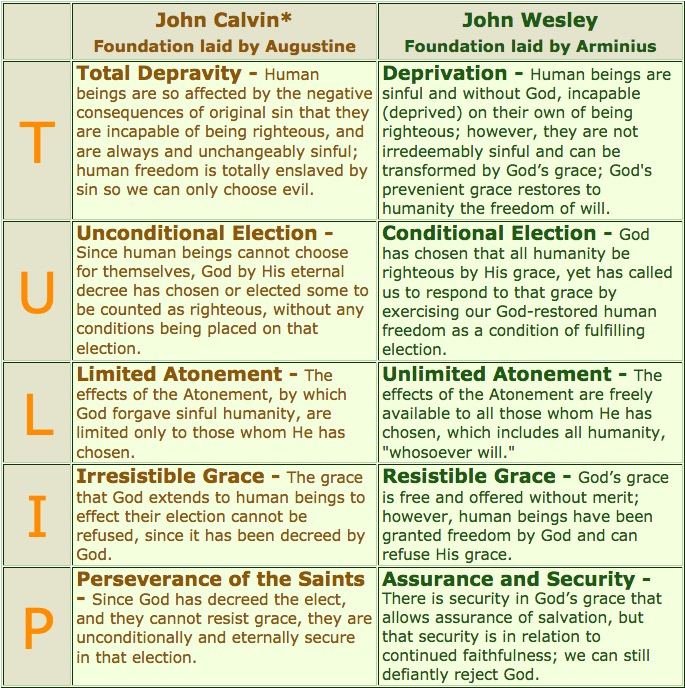 John Calvin*
Foundation laid by Augustine
John Wesley
Foundation laid by Arminius
T
Total Depravity - Human
beings are so affected by the negative
consequences of original sin that they
are incapable of being righteous, and
are always and unchangeably sinful;
human freedom is totally enslaved by
sin so we can only choose evil.
Deprivation - Human beings are
sinful and without God, incapable
(deprived) on their own of being
righteous; however, they are not
irredeemably sinful and can be
transformed by God's grace; God's
prevenient grace restores to
humanity the freedom of will.
U
Unconditional Election -
Since human beings cannot choose
for themselves, God by His eternal
decree has chosen or elected some to
be counted as righteous, without any
conditions being placed on that
election.
Conditional Election - God
has chosen that all humanity be
righteous by His grace, yet has called
us to respond to that grace by
exercising our God-restored human
freedom as a condition of fulfilling
election.
L
Limited Atonement - The
effects of the Atonement, by which
God forgave sinful humanity, are
limited only to those whom He has
chosen.
Unlimited Atonement - The
effects of the Atonement are freely
available to all those whom He has
chosen, which includes all humanity,
"whosoever will."
I
Irresistible Grace - The grace
that God extends to human beings to
effect their election cannot be
refused, since it has been decreed by
God.
Resistible Grace - God's grace
is free and offered without merit;
however, human beings have been
granted freedom by God and can
refuse His grace.
P
Perseverance of the Saints
- Since God has decreed the elect,
and they cannot resist grace, they are
unconditionally and eternally secure
in that election.
Assurance and Security -
There is security in God's grace that
allows assurance of salvation, but
that security is in relation to
continued faithfulness; we can still
defiantly reject God.